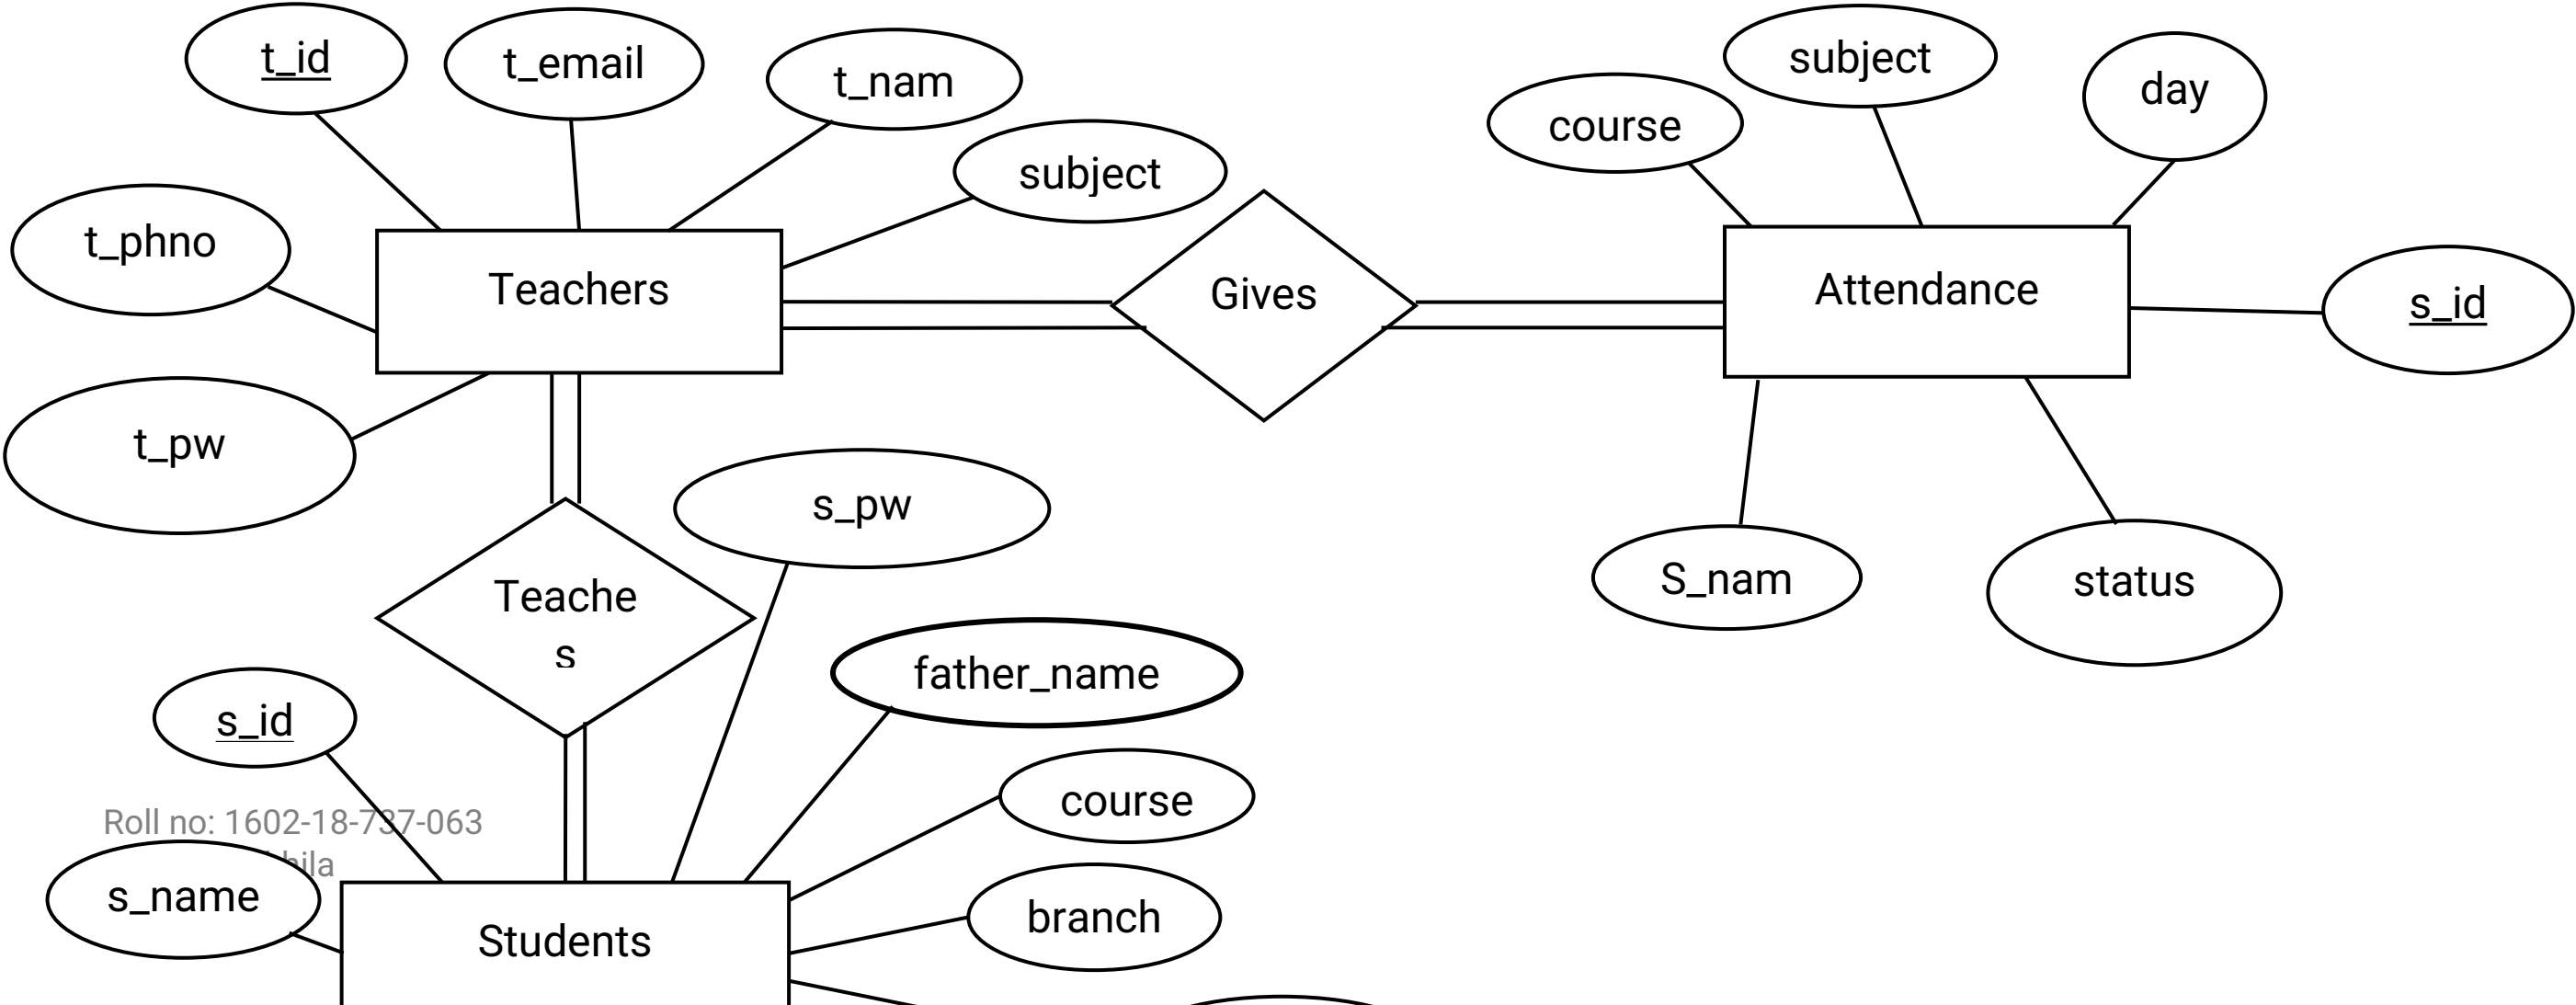 t_id
t_email
t_nam
subject
course
subject
day
t_phno
Teachers
Gives
Attendance
s_id
t_pw
s_pw
Teache
s
S_nam
status
father_name
s_id
course
Roll no: 1602-18-737-063
s_name
branch
Students